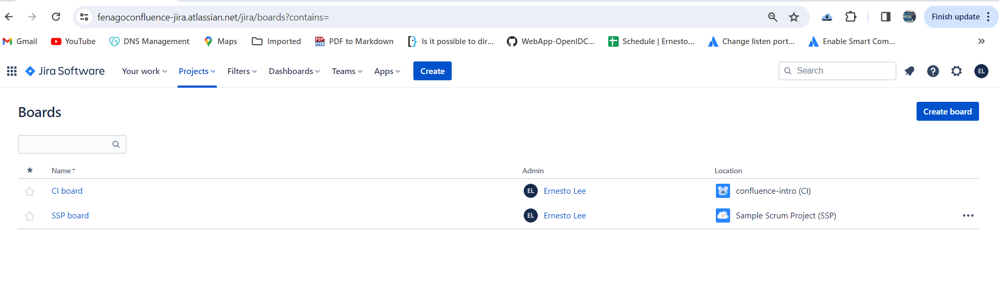 fenagoconfluence-jira.atlassian.net/jira/boards?contains=
Finish update
Gmail YouTube DNS Management Maps Imported PDF to Markdown Is it possible to dir... WebApp-OpenIDC... Schedule | Ernesto... Change listen port... Enable Smart Com...
Jira Software Your work Projects Filters Dashboards Teams Apps Create Search EL
Boards Create board
Name Admin Location
CI board EL Ernesto Lee confluence-intro (CI)
SSP board EL Ernesto Lee Sample Scrum Project (SSP)